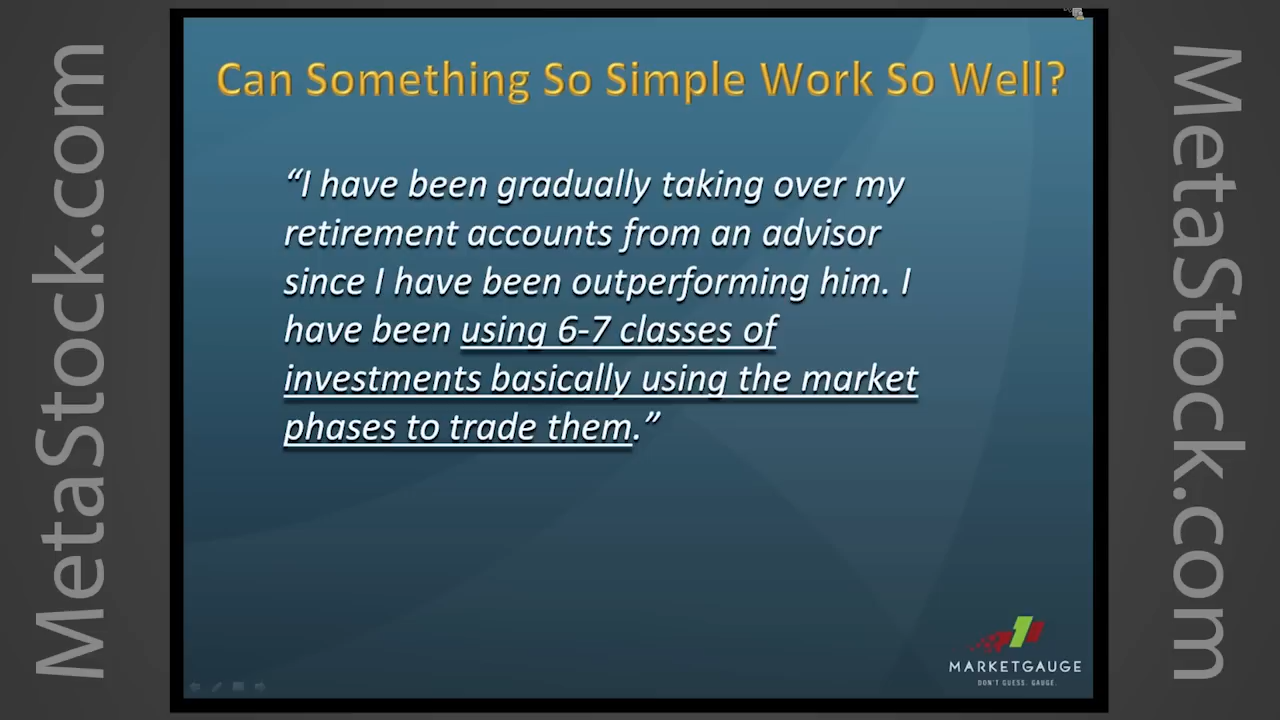 MetaStock.com
Can Something So Simple Work So Well?
“I have been gradually taking over my
retirement accounts from an advisor
since I have been outperforming him. I
have been using 6-7 classes of
investments basically using the market
phases to trade them.”
MARKETGAUGE
DON'T GUESS. GAUGE.
MetaStock.com